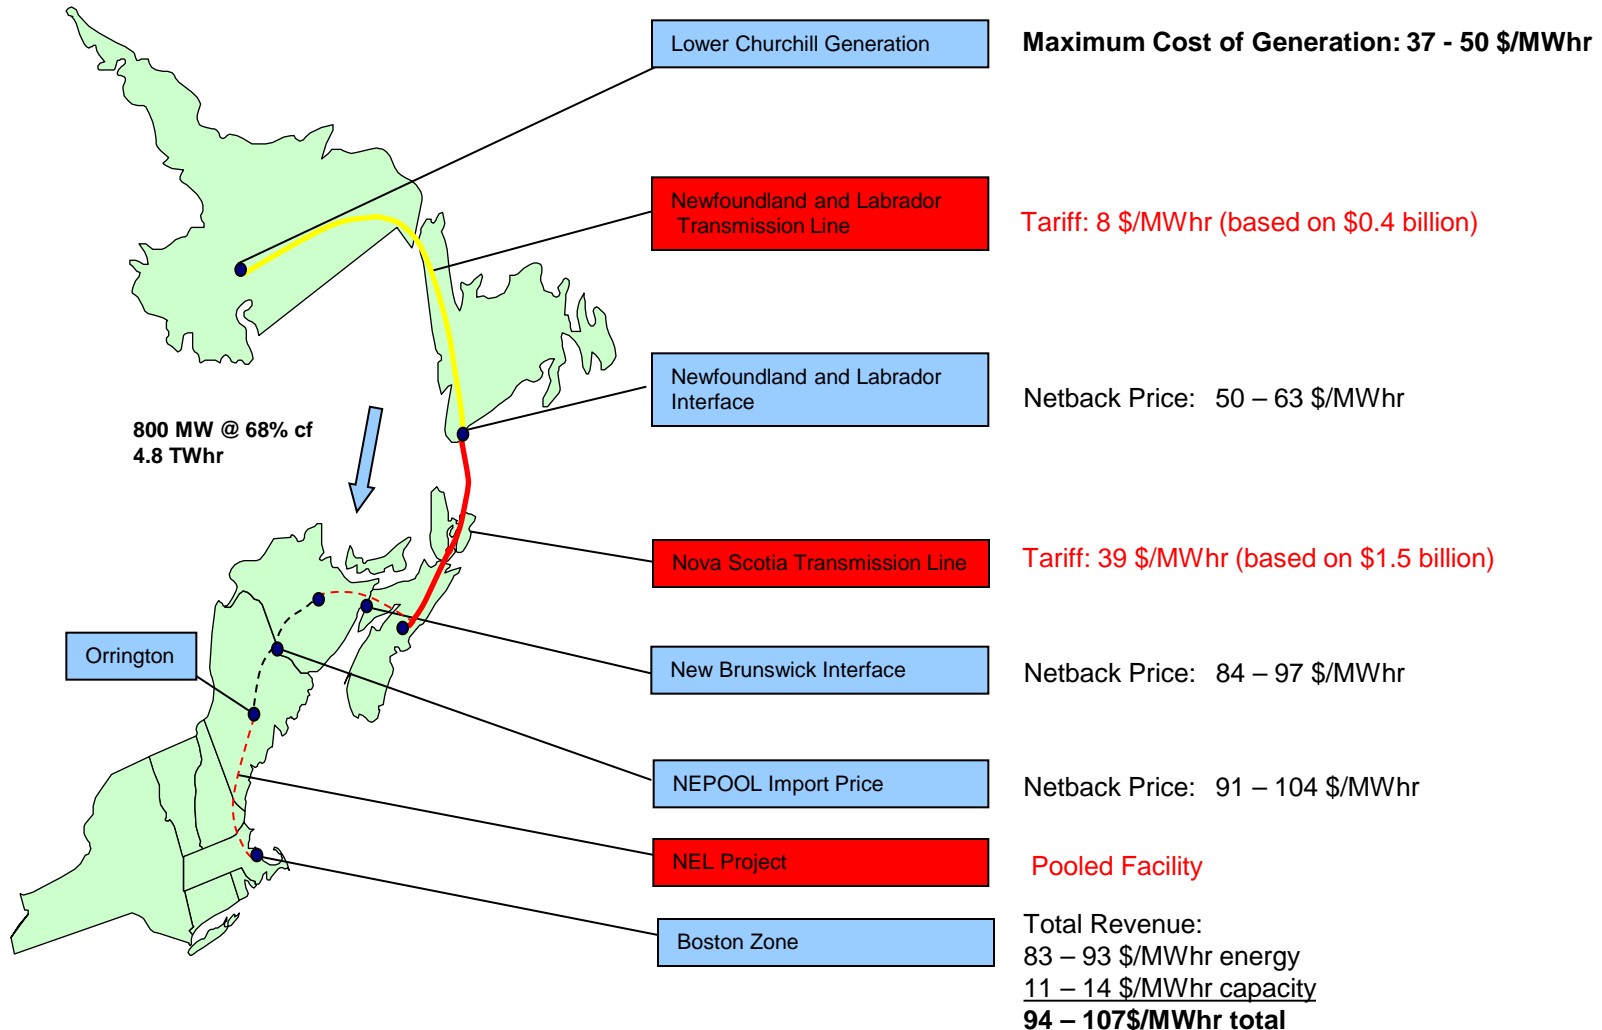 Lower Churchill Generation
Maximum Cost of Generation: 37 - 50 $/MWhr
Newfoundland and Labrador
Transmission Line
Tariff: 8 $/MWhr (based on $0.4 billion)
Newfoundland and Labrador
Interface
Netback Price: 50 – 63 $/MWhr
800 MW @ 68% cf
4.8 TWhr
Nova Scotia Transmission Line
Tariff: 39 $/MWhr (based on $1.5 billion)
Orrington
New Brunswick Interface
Netback Price: 84 – 97 $/MWhr
NEPOOL Import Price
Netback Price: 91 – 104 $/MWhr
NEL Project
Pooled Facility
Boston Zone
Total Revenue:
83 – 93 $/MWhr energy
11 – 14 $/MWhr capacity
94 – 107$/MWhr total